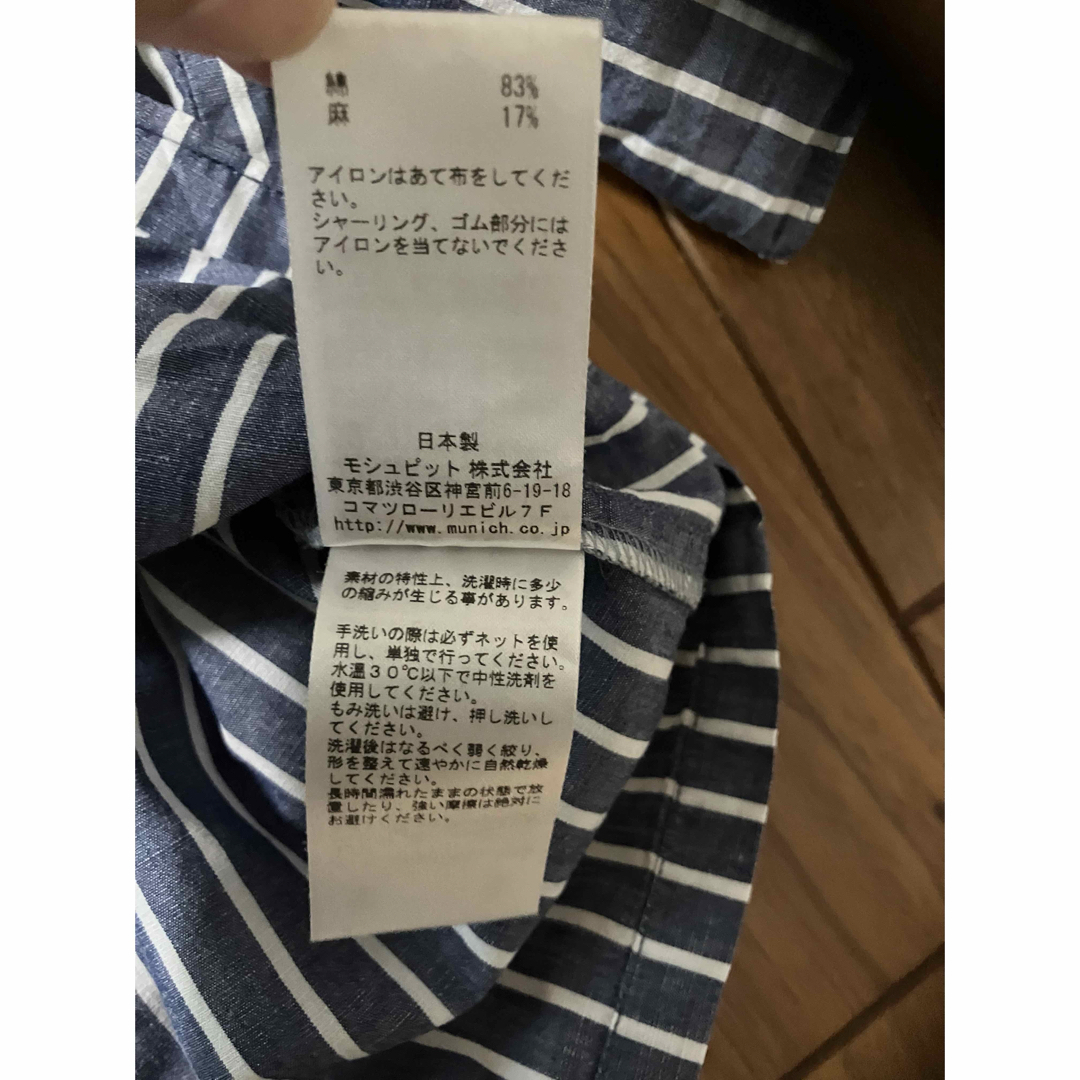 綿 83%
麻 17%
アイロンはあて布をしてくだ
さい。
シャーリング、ゴム部分には
アイロンを当てないでくださ
い。
日本製
モシュピット 株式会社
東京都渋谷区神宮前6-19-18
コマツローリエビル7F
http://www.munich.co.jp
素材の特性上、洗濯時に多少
の縮みが生じる事があります。
手洗いの際は必ずネットを使
用し、単独で行ってください。
水温30℃以下で中性洗剤を
使用してください。
もみ洗いは避け、押し洗いし
てください。
洗濯後はなるべく弱く絞り、
形を整えて速やかに自然乾燥
してください。
長時間濡れたままの状態で放
置したり、強い摩擦は絶対に
お避けください。